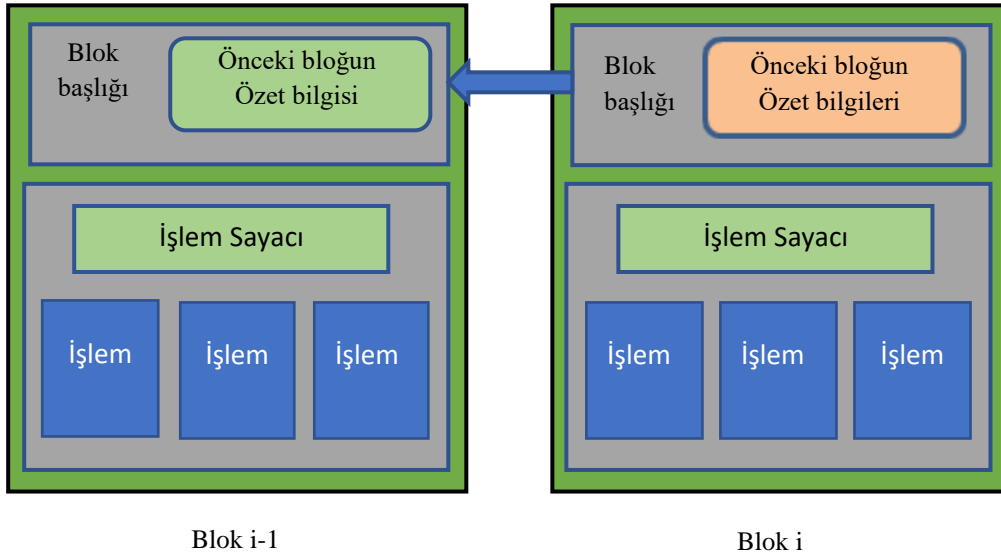 Blok
başlığı
Önceki bloğun
Özet bilgisi
Blok
başlığı
Önceki bloğun
Özet bilgileri
İşlem Sayacı
İşlem Sayacı
İşlem
İşlem
İşlem
İşlem
İşlem
İşlem
Blok i-1
Blok i